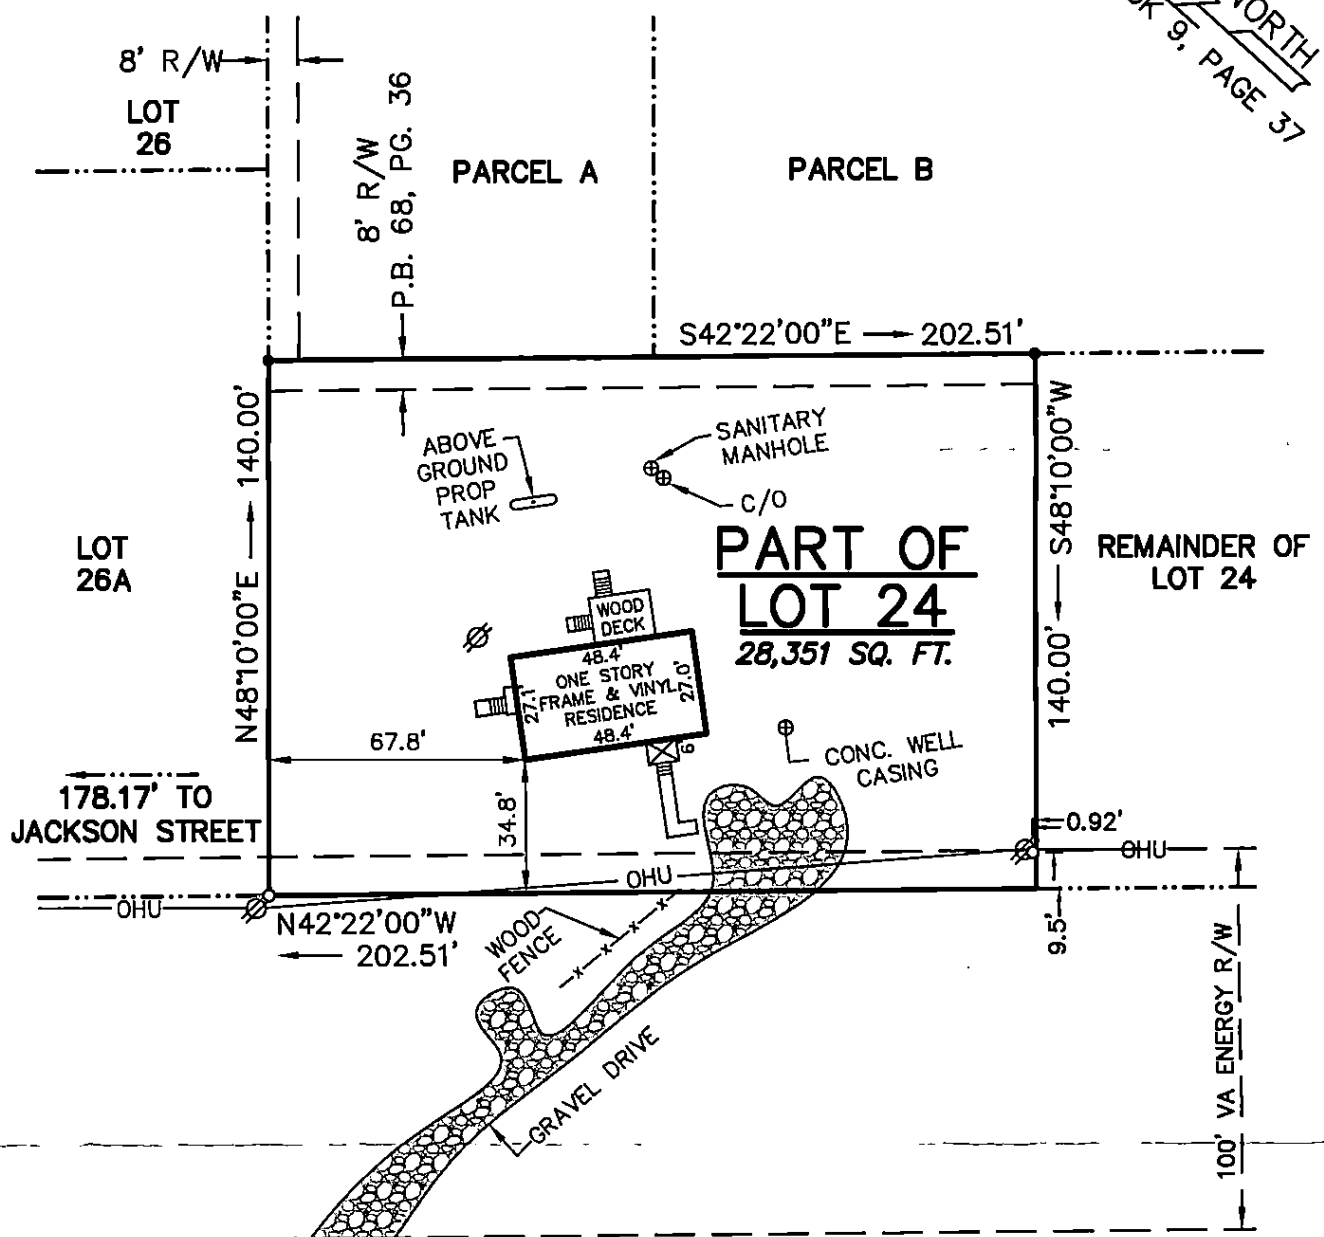 8' R/W
LOT
26
8' R/W
P.B. 68, PG. 36
PARCEL A
PARCEL B
NORTH
9, PAGE 37
S42°22'00"E 202.51'
N48°10'00"E 140.00'
ABOVE
GROUND
PROP
TANK
SANITARY
MANHOLE
C/O
S48°10'00"W
140.00'
LOT
26A
PART OF
LOT 24
28,351 SQ. FT.
REMAINDER OF
LOT 24
WOOD
DECK
48.4'
ONE STORY
FRAME & VINYL
RESIDENCE
27.1'
27.0'
48.4'
67.8'
34.8'
CONC. WELL
CASING
178.17' TO
JACKSON STREET
0.92'
OHU
OHU
OHU
N42°22'00"W
202.51'
WOOD
FENCE
9.5'
GRAVEL DRIVE
100' VA ENERGY R/W